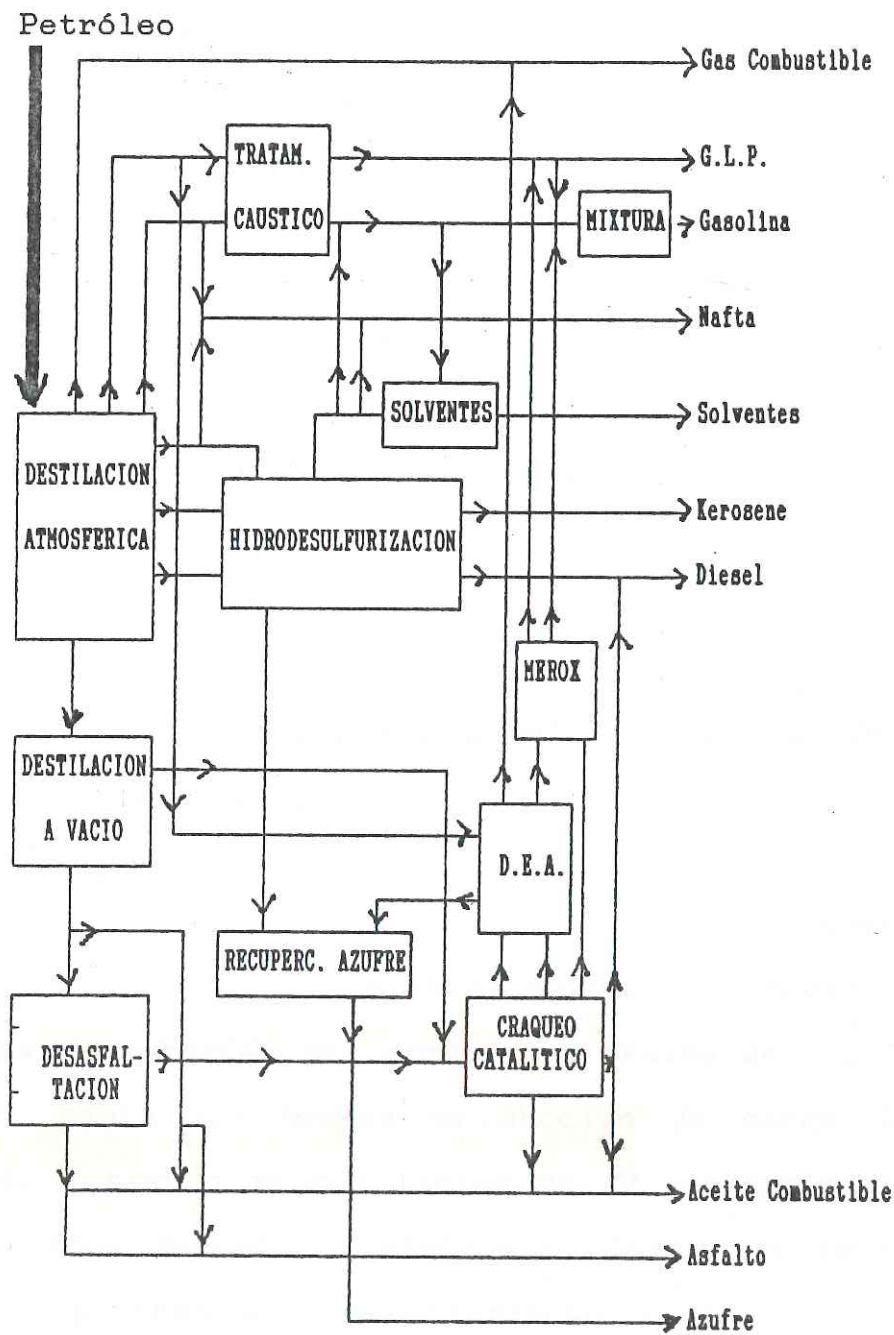 Petróleo
Gas Combustible
TRATAM.
CAUSTICO
G.L.P.
MIXTURA
Gasolina
Nafta
SOLVENTES
Solventes
DESTILACION
ATMOSFERICA
HIDRODESULFURIZACION
Kerosene
Diesel
MEROX
DESTILACION
A VACIO
D.E.A.
RECUPERC. AZUFRE
CRAQUEO
CATALITICO
DESASFAL-
TACION
Aceite Combustible
Asfalto
Azufre